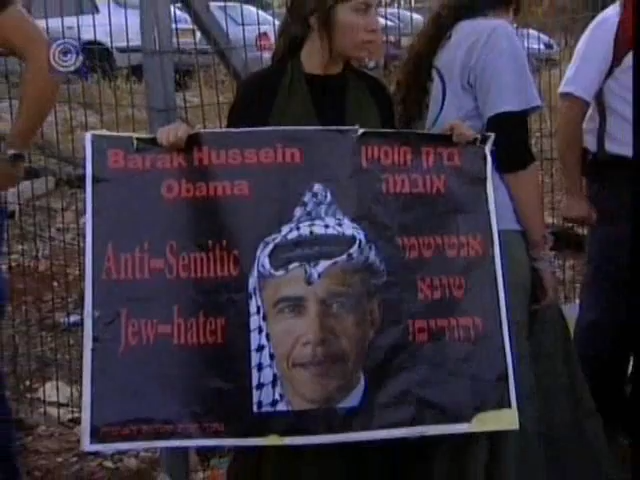 Barak Hussein
Obama
Anti-Semitic
Jew-hater
ברק חוסיין
אובמה
אנטישמי
שונא
יהודים!